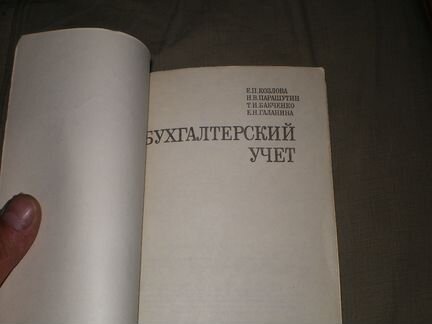 Е.П.КОЗЛОВА
Н.В.ПАРАШУТИН
Т.Н.БАБЧЕНКО
Е.Н.ГАЛАНИНА
БУХГАЛТЕРСКИЙ
УЧЕТ